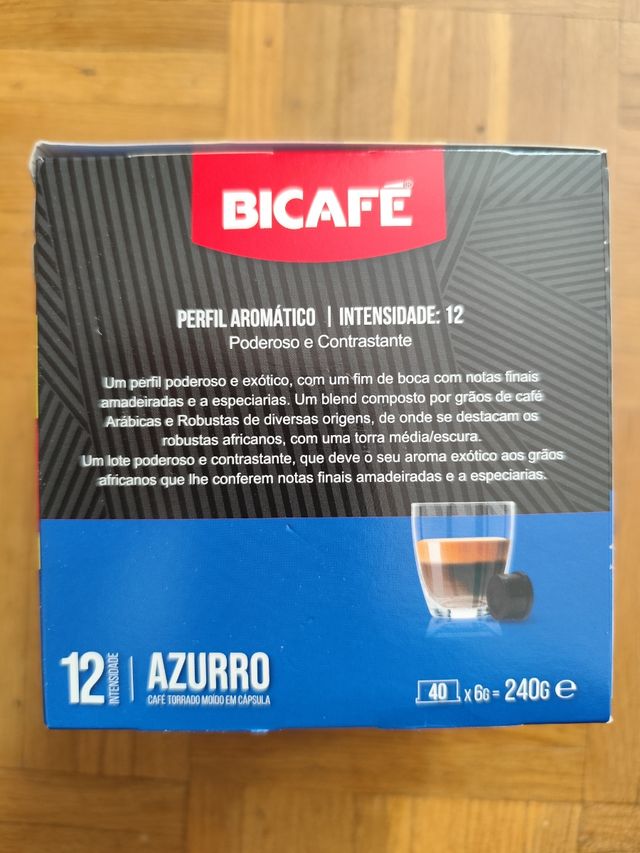 BICAFÉ®
PERFIL AROMÁTICO | INTENSIDADE: 12
Poderoso e Contrastante
Um perfil poderoso e exótico, com um fim de boca com notas finais
amadeiradas e a especiarias. Um blend composto por grãos de café
Arábicas e Robustas de diversas origens, de onde se destacam os
robustas africanos, com uma torra média/escura.
Um lote poderoso e contrastante, que deve o seu aroma exótico aos grãos
africanos que lhe conferem notas finais amadeiradas e a especiarias.
12 INTENSIDADE | AZURRO
CAFÉ TORRADO MOÍDO EM CÁPSULA
40 x 6G = 240G ℮